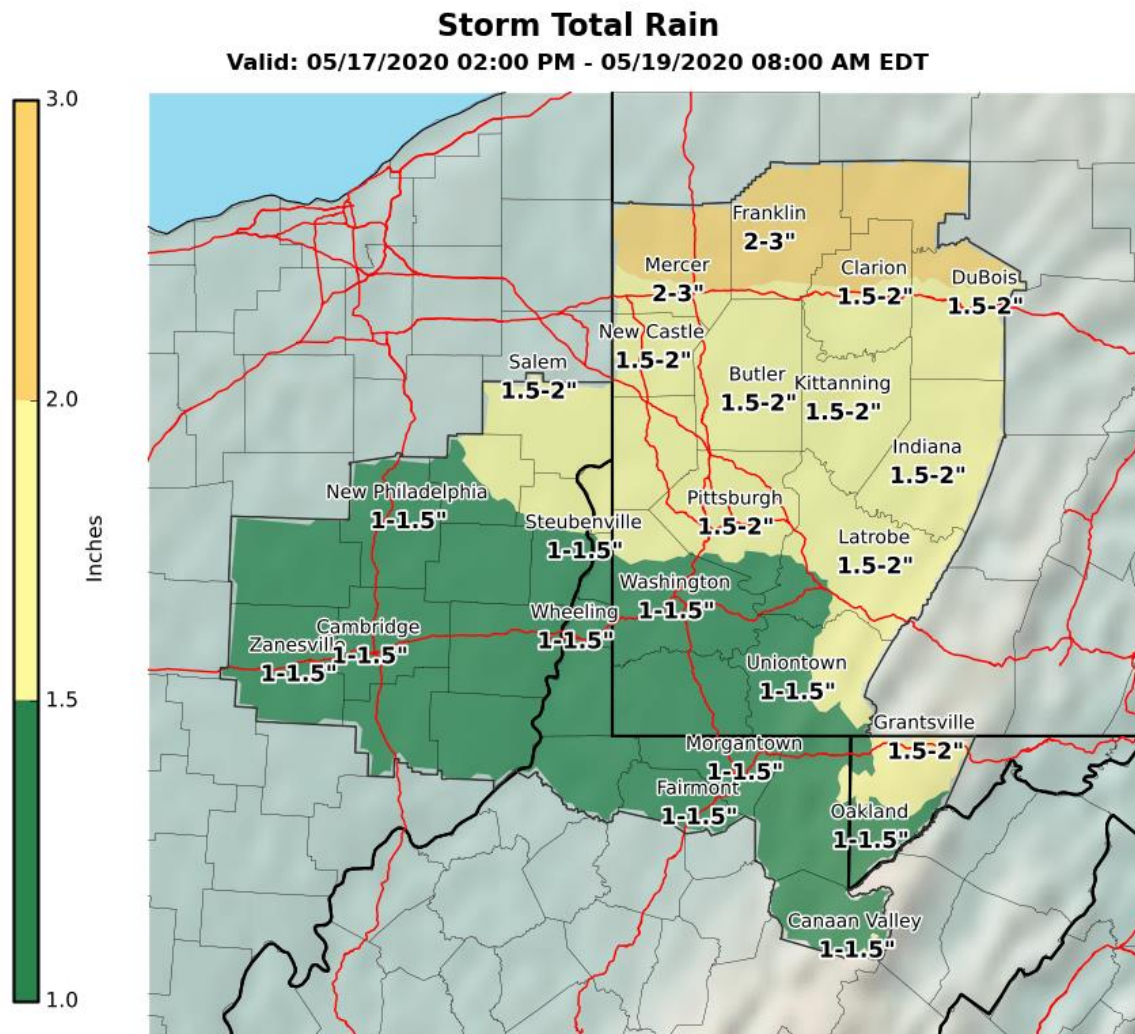 Storm Total Rain
Valid: 05/17/2020 02:00 PM - 05/19/2020 08:00 AM EDT
3.0
2.0
1.5
1.0
Inches
Franklin
2-3"
Mercer
2-3"
Clarion
1.5-2"
DuBois
1.5-2"
New Castle
1.5-2"
Salem
1.5-2"
Butler
1.5-2"
Kittanning
1.5-2"
Indiana
1.5-2"
New Philadelphia
1-1.5"
Pittsburgh
1.5-2"
Steubenville
1-1.5"
Latrobe
1.5-2"
Washington
1-1.5"
Wheeling
1-1.5"
Cambridge
1-1.5"
Zanesville
1-1.5"
Uniontown
1-1.5"
Grantsville
1.5-2"
Morgantown
1-1.5"
Fairmont
1-1.5"
Oakland
1-1.5"
Canaan Valley
1-1.5"